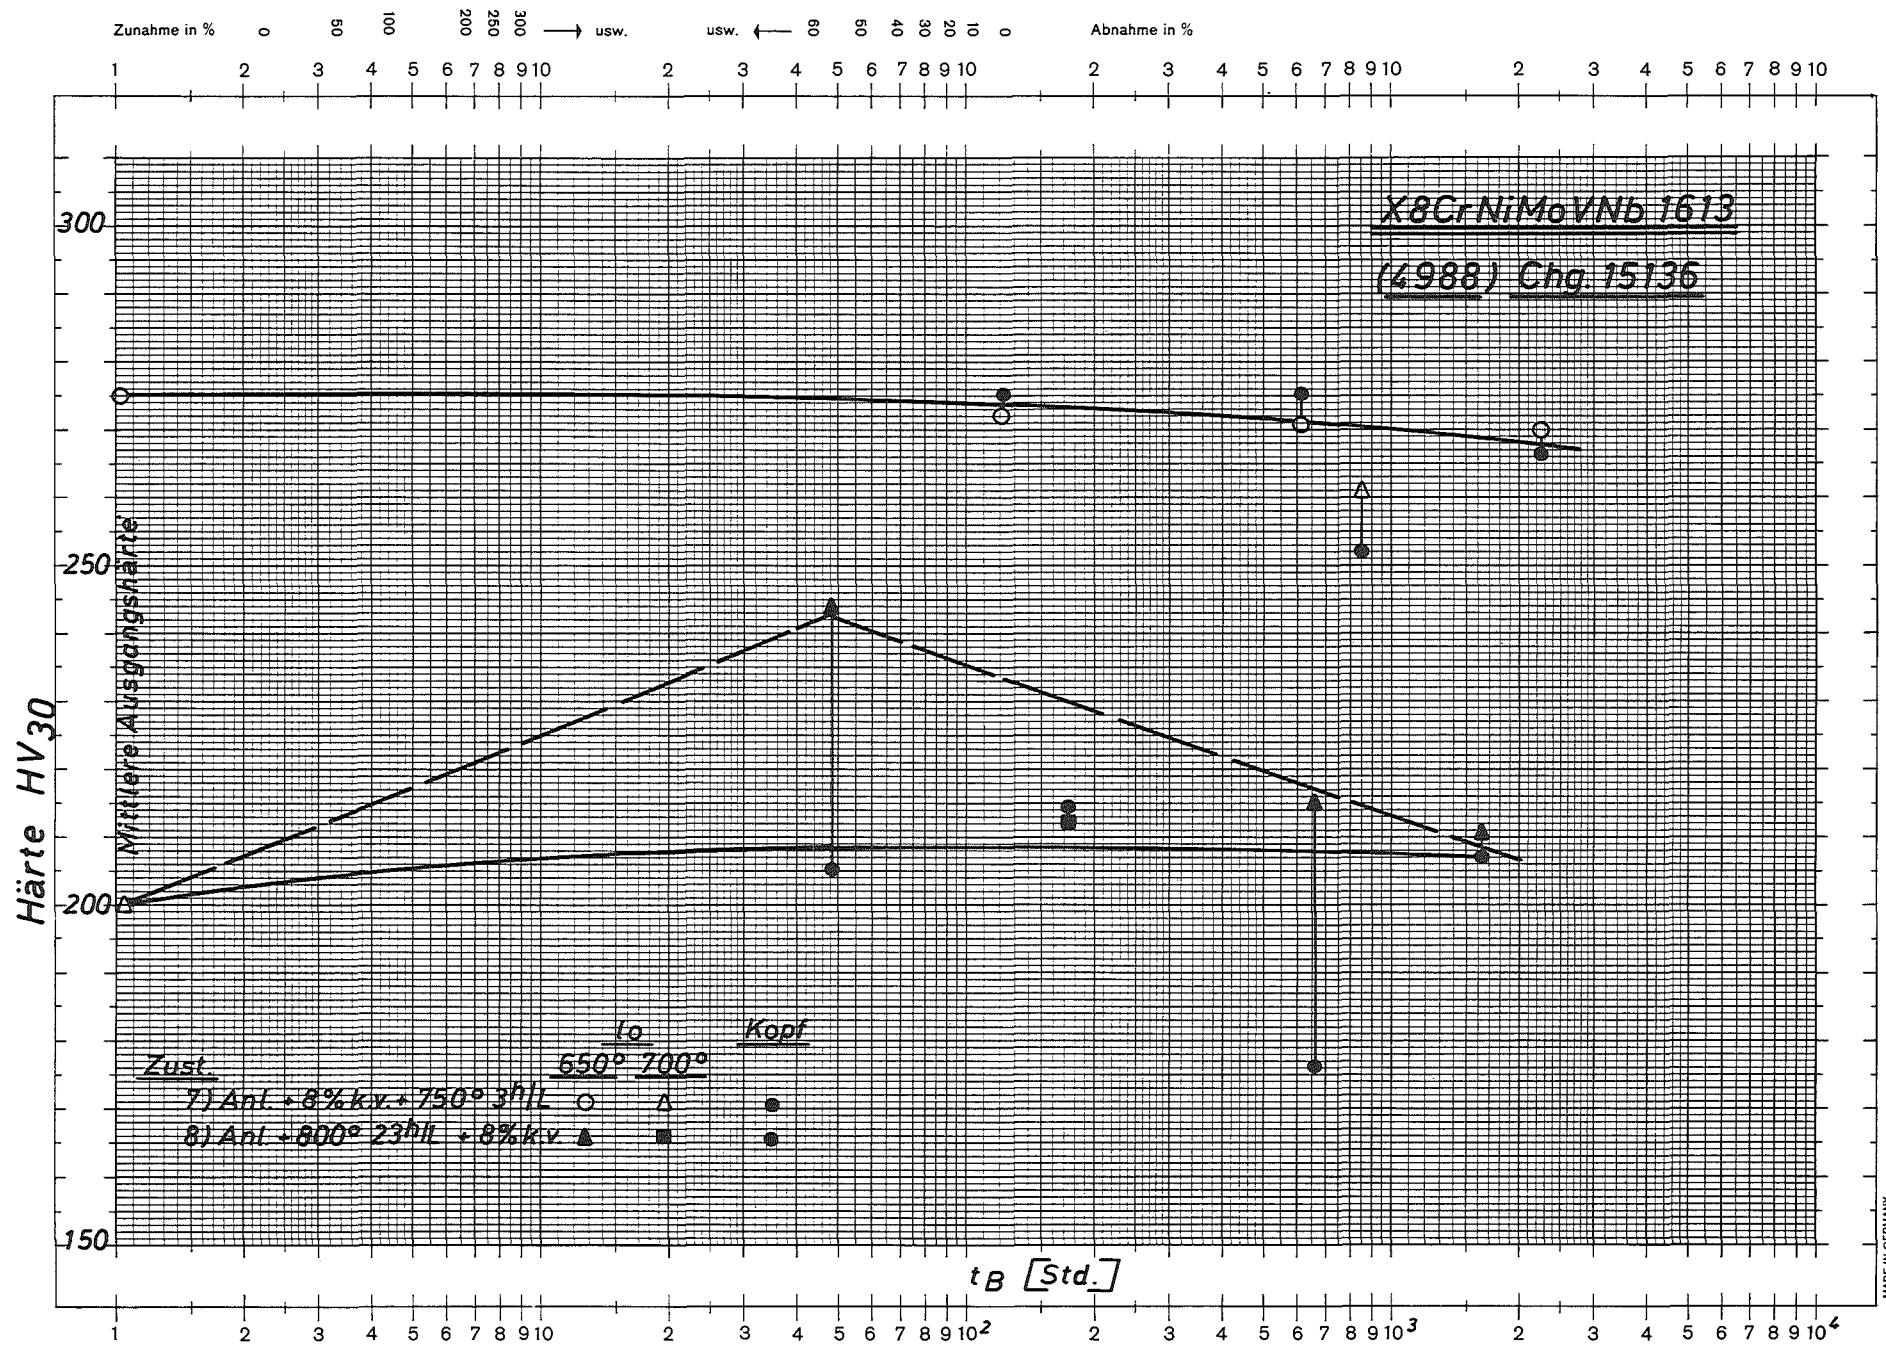 Zunahme in % 0 50 100 200 250 300 → usw. usw. ← 60 50 40 30 20 10 0 Abnahme in %
1 2 3 4 5 6 7 8 9 10 2 3 4 5 6 7 8 9 10 2 3 4 5 6 7 8 9 10 2 3 4 5 6 7 8 9 10
X8CrNiMoVNb 1613
(4988) Chg. 15136
300
250
200
150
Härte HV30
Mittlere Ausgangshärte
lo Kopf
Zust. 650° 700°
7) Anl. + 8% k.v. + 750° 3h/L ○ △ ●
8) Anl. + 800° 23h/L + 8% k.v. ▲ ■ ●
tB [Std.]
1 2 3 4 5 6 7 8 9 10 2 3 4 5 6 7 8 9 10² 2 3 4 5 6 7 8 9 10³ 2 3 4 5 6 7 8 9 10⁴